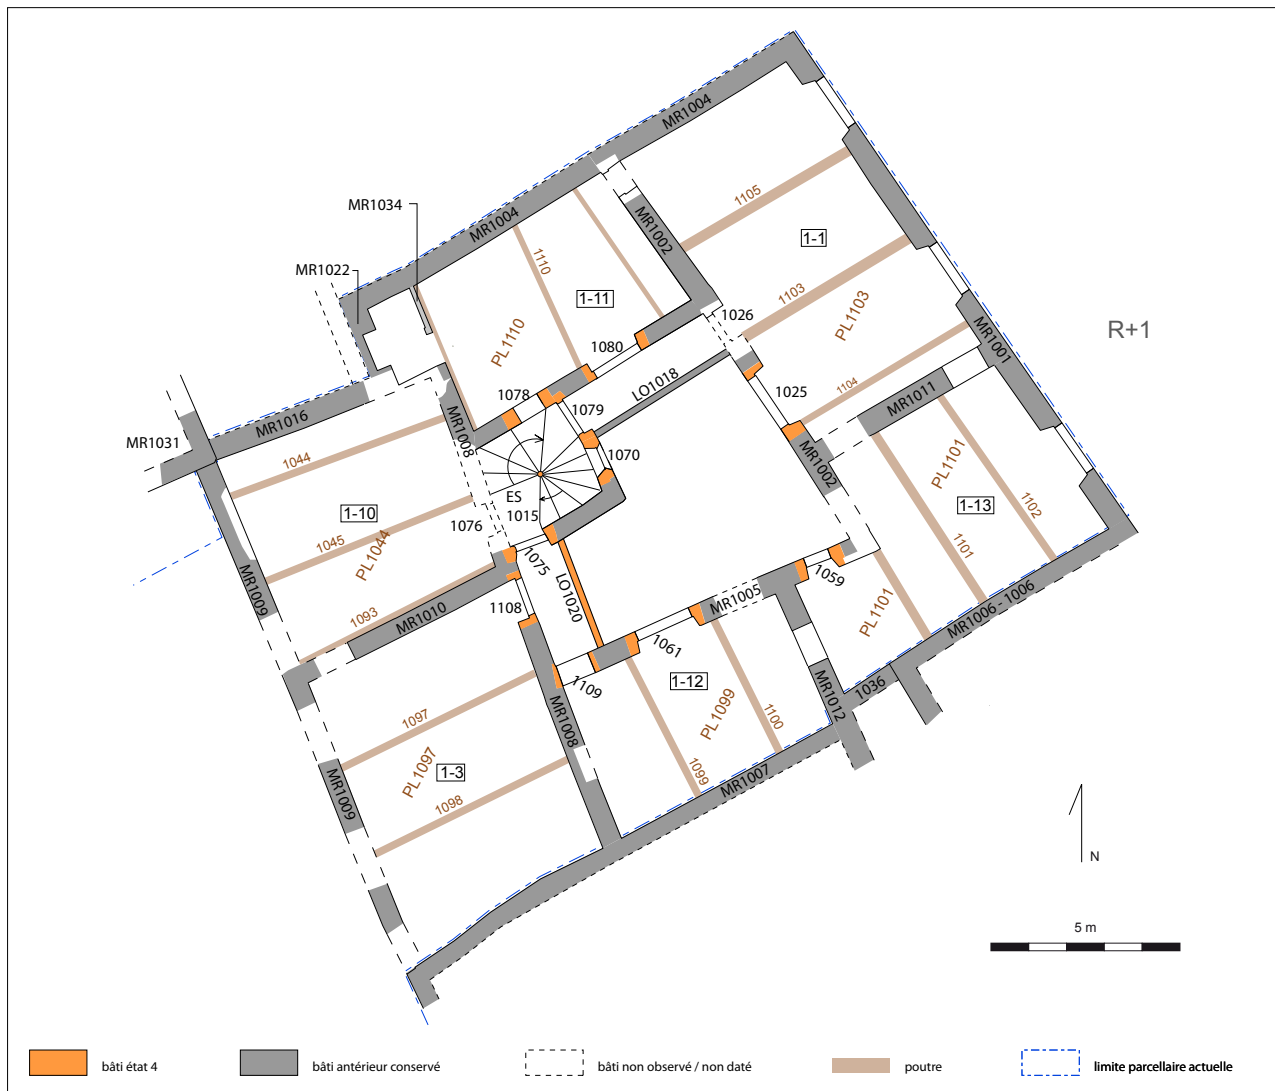 MR1004
MR1034
MR1004
MR1002
1105
1-1
MR1022
1110
1-11
1103
PL1103
1026
R+1
MR1001
PL1110
1080
1104
LO1018
1078
1079
1025
MR1011
MR1031
MR1016
MR1008
1044
1070
MR1002
PL1101
1-13
1102
1-10
ES
1015
1076
1045
PL1044
1075
1101
MR1009
1093
MR1010
LO1020
1108
1059
MR1005
PL1101
MR1006 - 1006
1061
1-12
1109
1036
MR1012
MR1008
1097
PL1097
1-3
1098
PL1099
1100
1099
MR1007
MR1009
N
5 m
bâti état 4
bâti antérieur conservé
bâti non observé / non daté
poutre
limite parcellaire actuelle